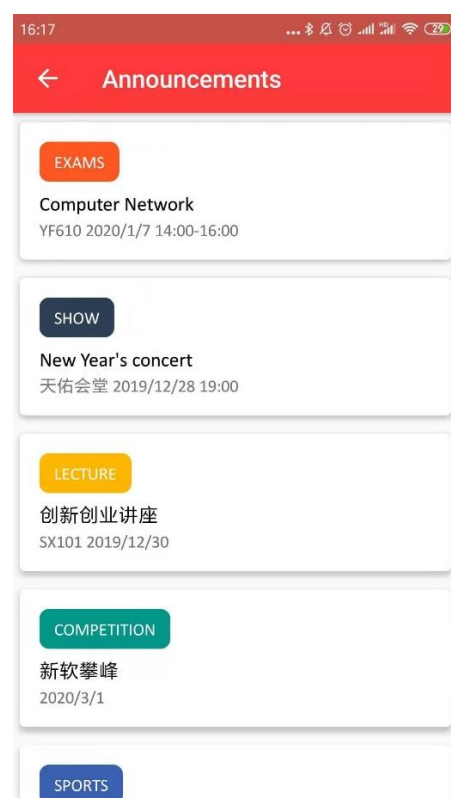 16:17
29
Announcements
EXAMS
Computer Network
YF610 2020/1/7 14:00-16:00
SHOW
New Year's concert
天佑会堂 2019/12/28 19:00
LECTURE
创新创业讲座
SX101 2019/12/30
COMPETITION
新软攀峰
2020/3/1
SPORTS